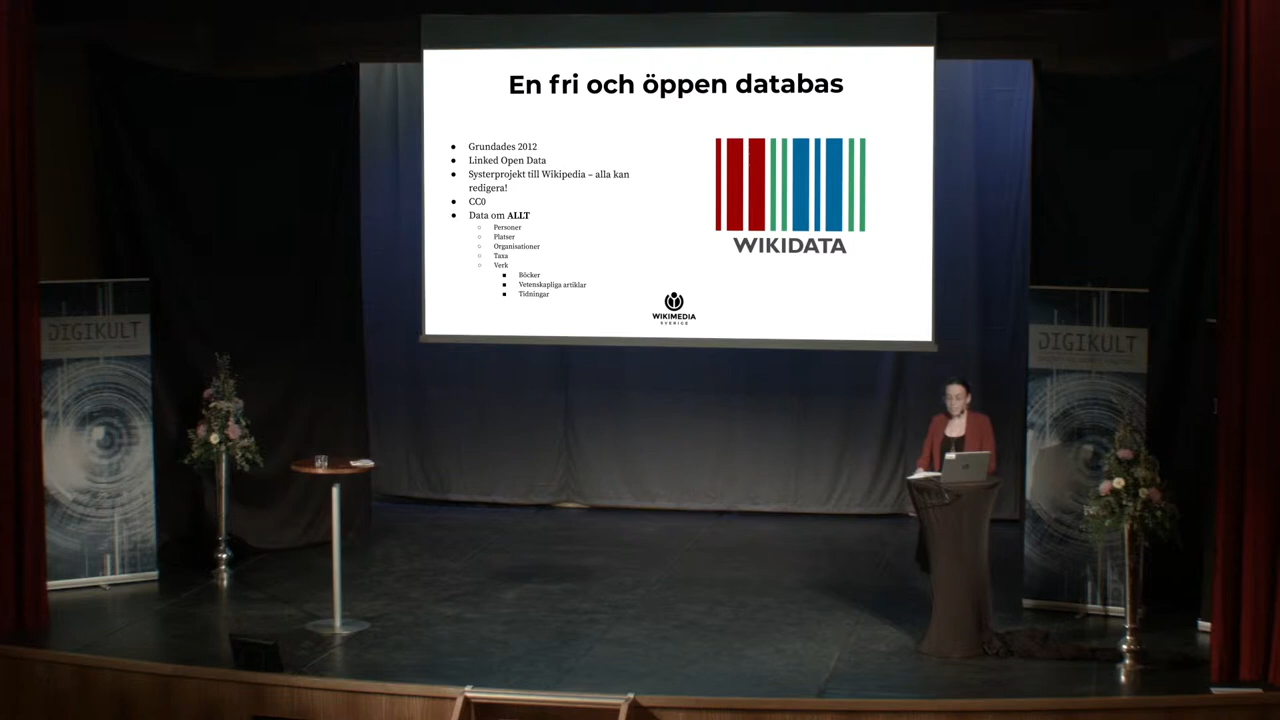 En fri och öppen databas
● Grundades 2012
● Linked Open Data
● Systerprojekt till Wikipedia – alla kan
redigera!
● CC0
● Data om ALLT
○ Personer
○ Platser
○ Organisationer
○ Taxa
○ Verk
■ Böcker
■ Vetenskapliga artiklar
■ Tidningar
WIKIDATA
WIKIMEDIA
SVERIGE
DIGIKULT
DIGIKULT